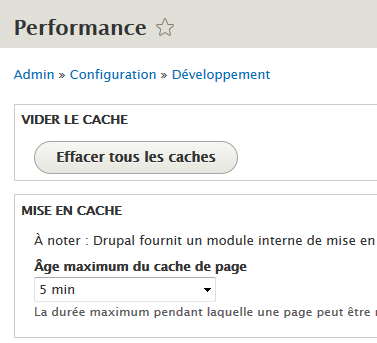 Performance
Admin » Configuration » Développement
VIDER LE CACHE
Effacer tous les caches
MISE EN CACHE
À noter : Drupal fournit un module interne de mise en
Âge maximum du cache de page
5 min
La durée maximum pendant laquelle une page peut être